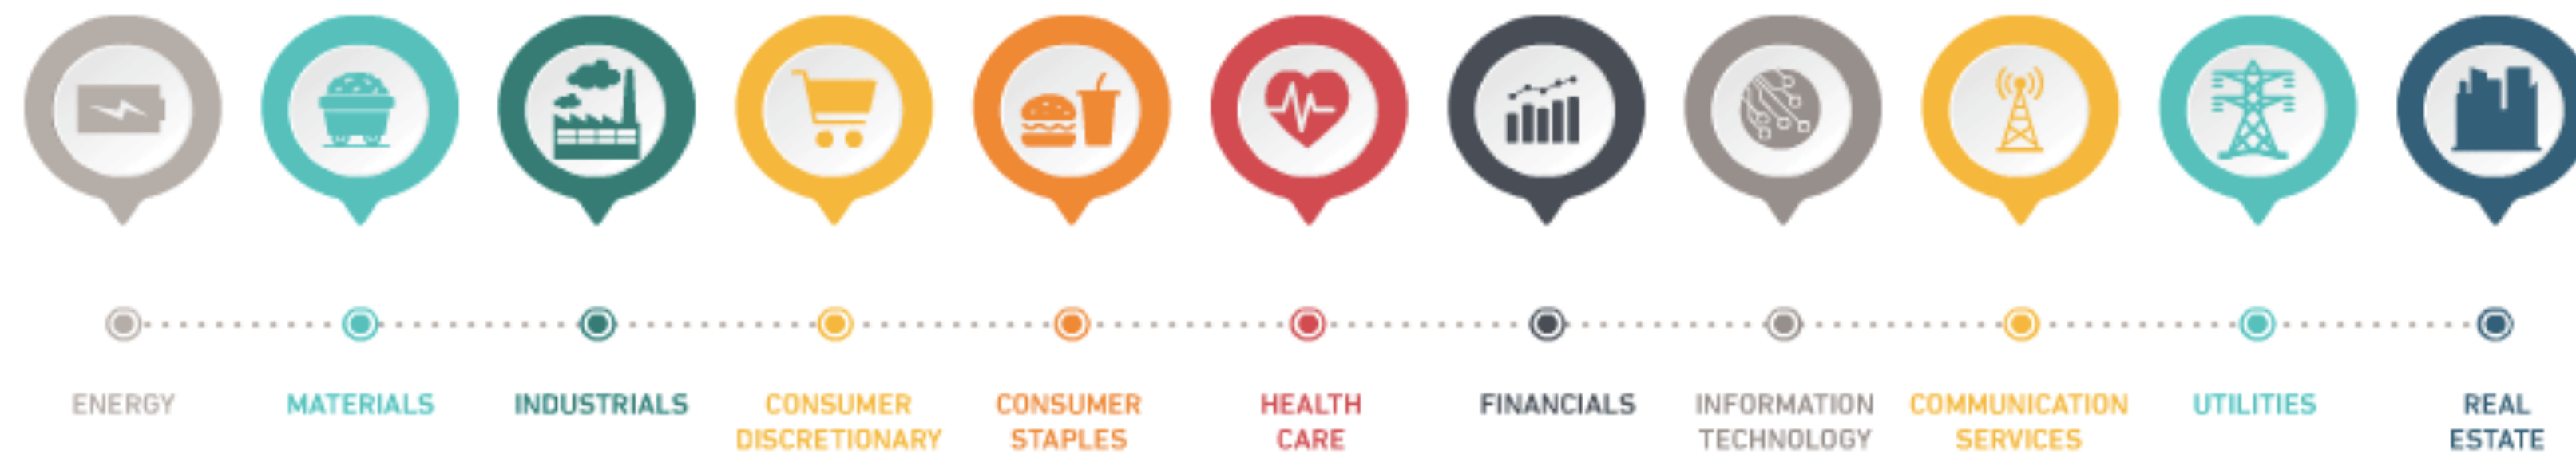 ENERGY
MATERIALS
INDUSTRIALS
CONSUMER
DISCRETIONARY
CONSUMER
STAPLES
HEALTH
CARE
FINANCIALS
INFORMATION
TECHNOLOGY
COMMUNICATION
SERVICES
UTILITIES
REAL
ESTATE